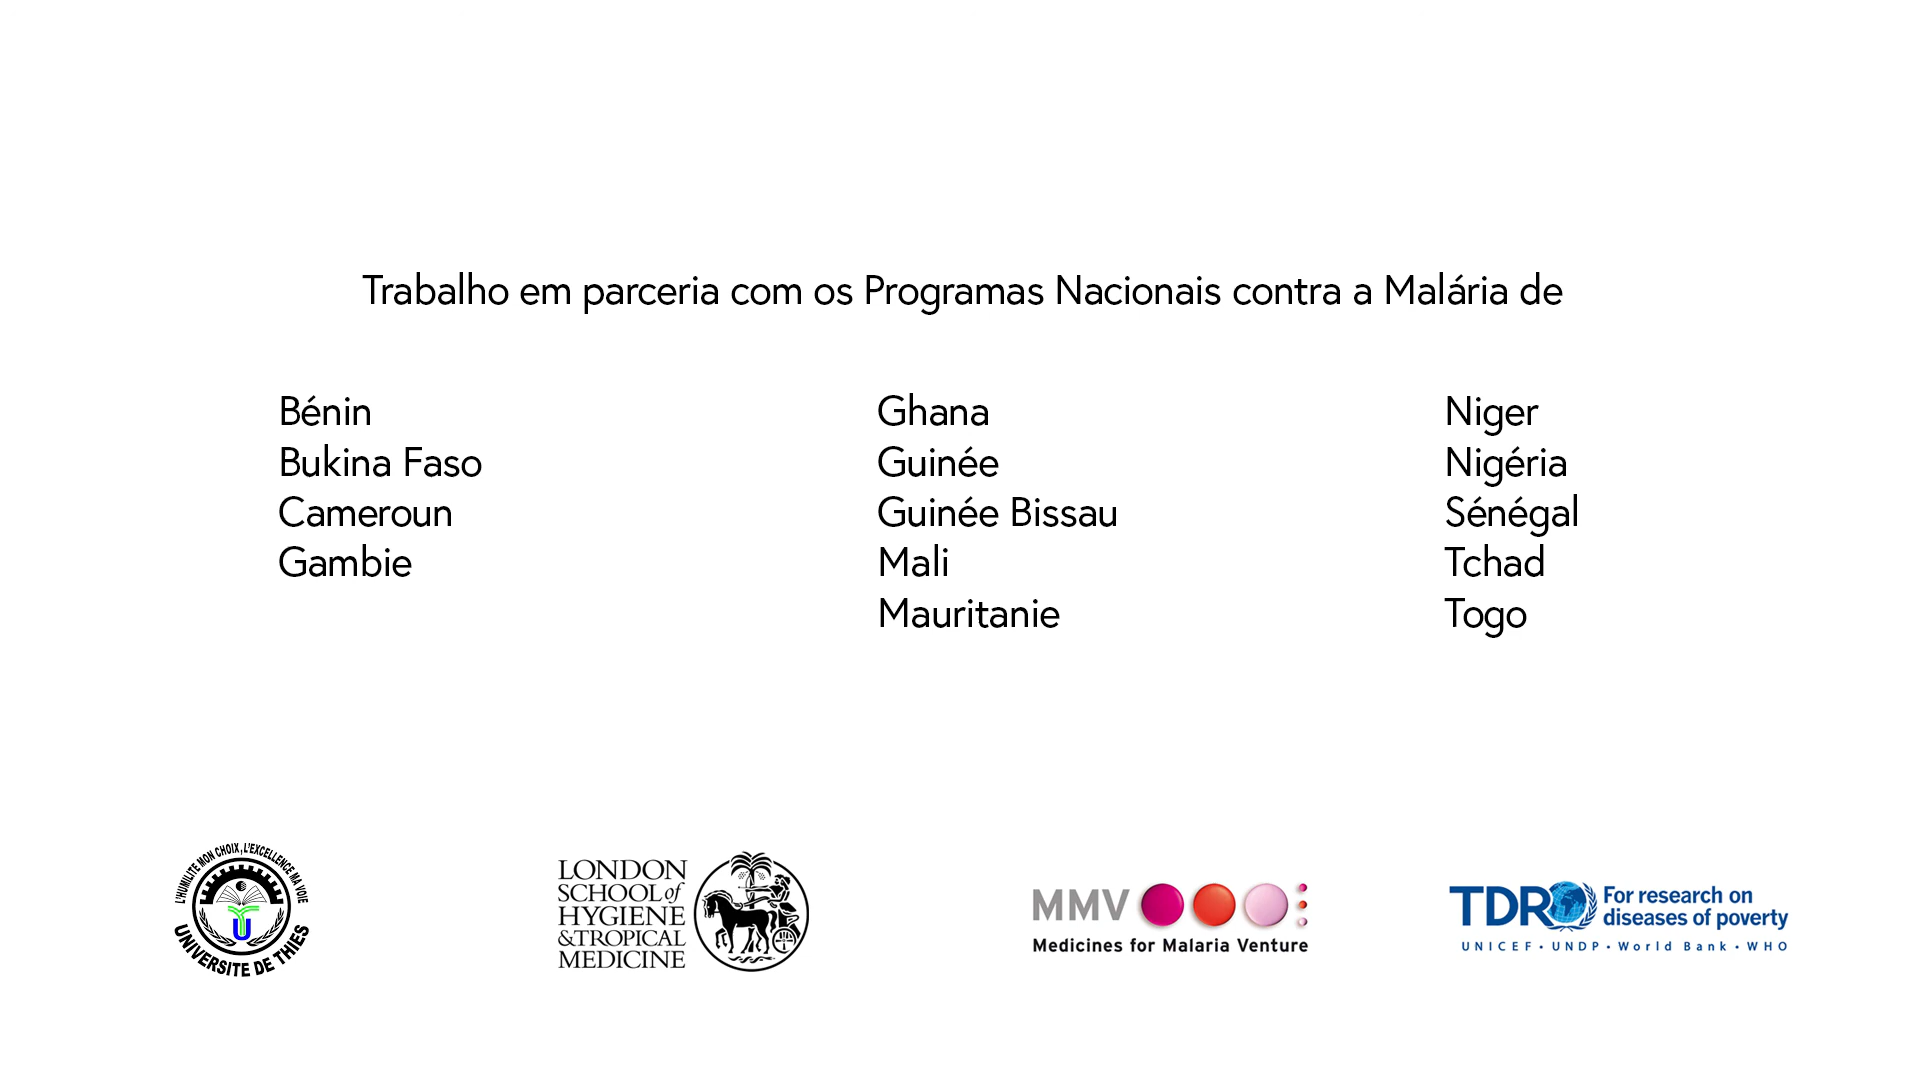 Trabalho em parceria com os Programas Nacionais contra a Malária de
Bénin
Bukina Faso
Cameroun
Gambie
Ghana
Guinée
Guinée Bissau
Mali
Mauritanie
Niger
Nigéria
Sénégal
Tchad
Togo
L'HUMILITE MON CHOIX, L'EXCELLENCE MA VOIE
U
UNIVERSITE DE THIES
LONDON
SCHOOL of
HYGIENE
&TROPICAL
MEDICINE
MMV
Medicines for Malaria Venture
TDR For research on
diseases of poverty
UNICEF • UNDP • World Bank • WHO